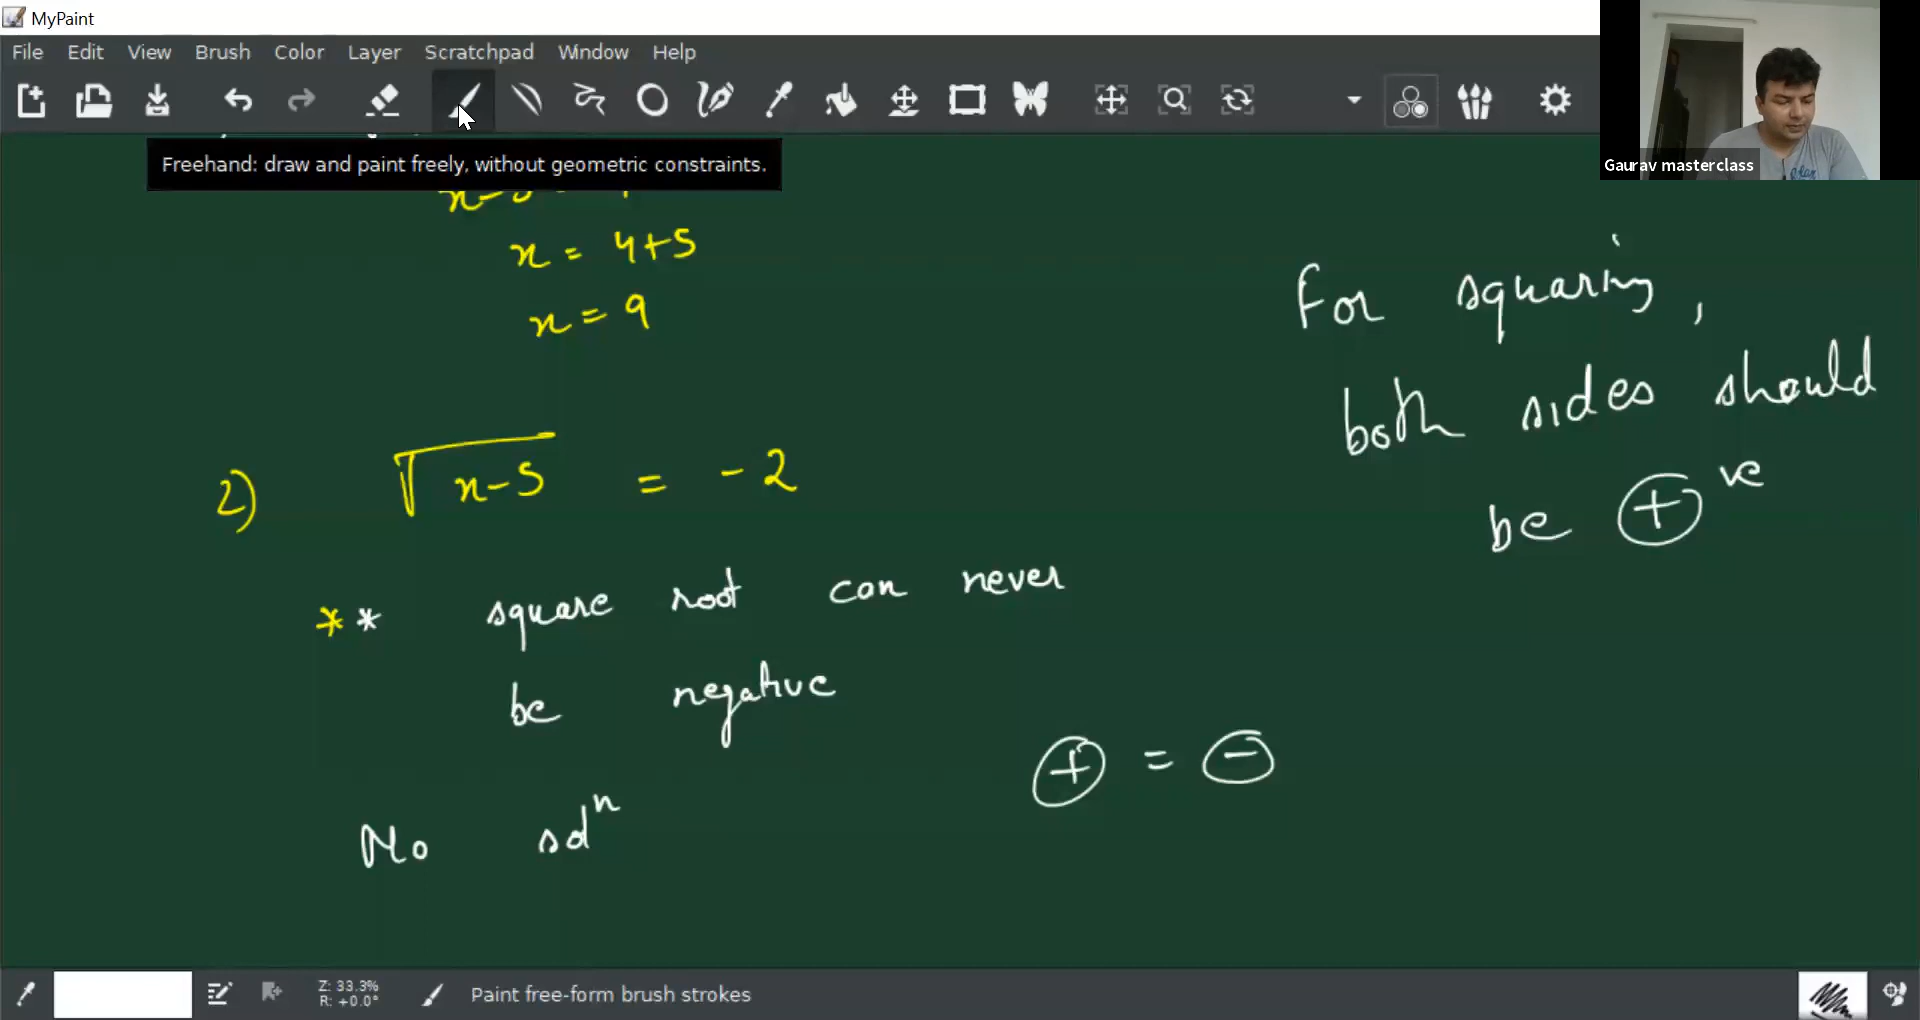 MyPaint
File Edit View Brush Color Layer Scratchpad Window Help
Gaurav masterclass
Freehand: draw and paint freely, without geometric constraints.
x = 4+5
x = 9
For squaring,
both sides should
be ⊕ve
2) √x-5 = -2
** square root can never
be negative
⊕ = ⊖
No solⁿ
Z: 33.3%
R: +0.0°
Paint free-form brush strokes